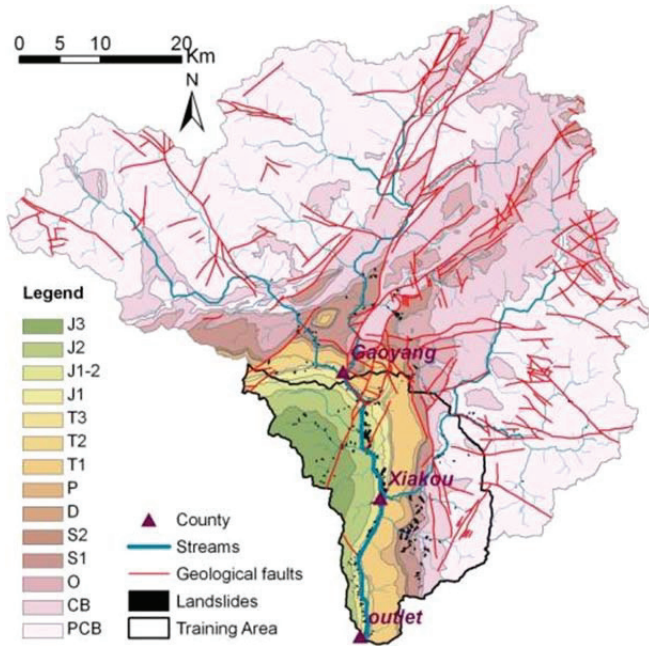 0 5 10 20
Km
N
Gaoyang
Xiakou
outlet
Legend
J3
J2
J1-2
J1
T3
T2
T1
P
D
S2
S1
O
CB
PCB
County
Streams
Geological faults
Landslides
Training Area